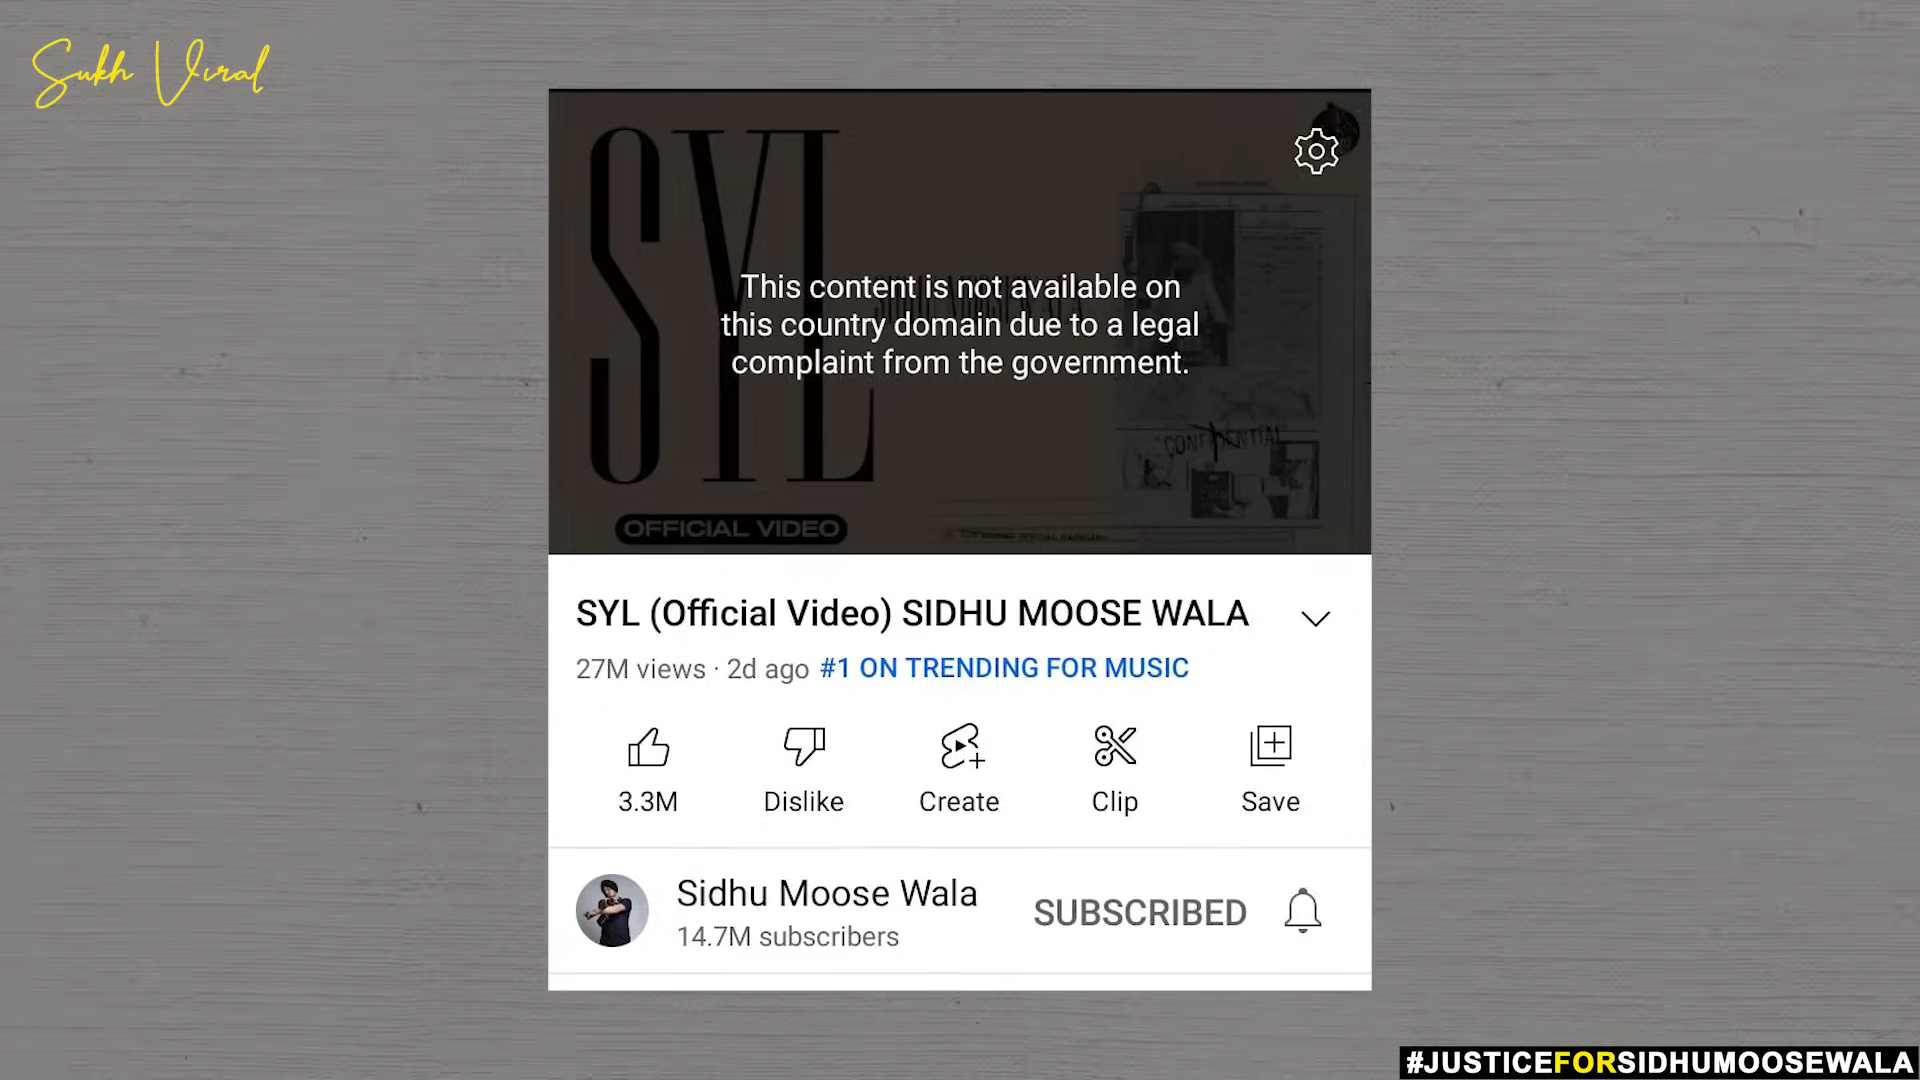 Sukh Viral
SYL
This content is not available on
this country domain due to a legal
complaint from the government.
CONFIDENTIAL
OFFICIAL VIDEO
SYL (Official Video) SIDHU MOOSE WALA
27M views · 2d ago #1 ON TRENDING FOR MUSIC
3.3M Dislike Create Clip Save
Sidhu Moose Wala
14.7M subscribers
SUBSCRIBED
#JUSTICEFORSIDHUMOOSEWALA